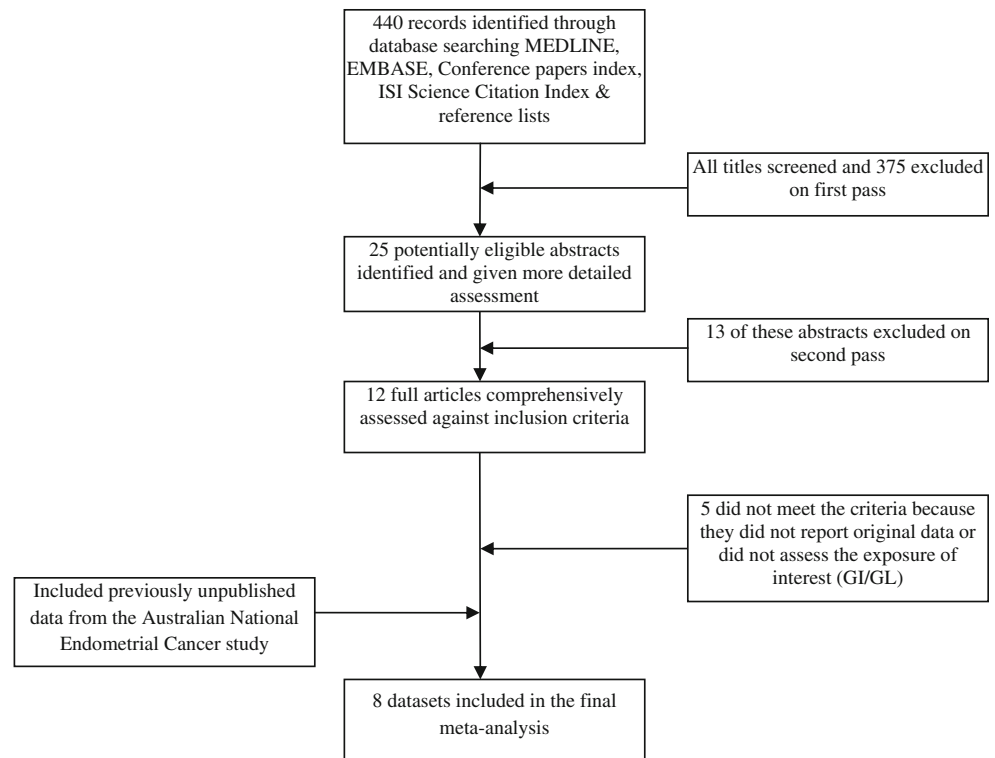 440 records identified through
database searching MEDLINE,
EMBASE, Conference papers index,
ISI Science Citation Index &
reference lists
All titles screened and 375 excluded
on first pass
25 potentially eligible abstracts
identified and given more detailed
assessment
13 of these abstracts excluded on
second pass
12 full articles comprehensively
assessed against inclusion criteria
5 did not meet the criteria because
they did not report original data or
did not assess the exposure of
interest (GI/GL)
Included previously unpublished
data from the Australian National
Endometrial Cancer study
8 datasets included in the final
meta-analysis